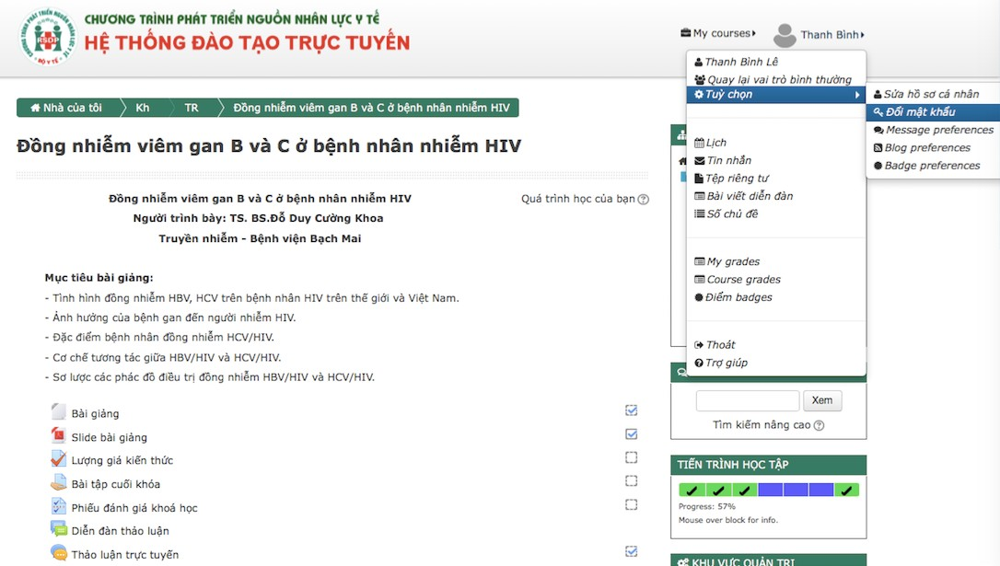 CHƯƠNG TRÌNH PHÁT TRIỂN NGUỒN NHÂN LỰC Y TẾ
HỆ THỐNG ĐÀO TẠO TRỰC TUYẾN
CHƯƠNG TRÌNH PHÁT TRIỂN NGUỒN NHÂN LỰC Y TẾ
RSDP
BỘ Y TẾ
My courses
Thanh Bình
Thanh Bình Lê
Quay lại vai trò bình thường
Tuỳ chọn
Sửa hồ sơ cá nhân
Đổi mật khẩu
Message preferences
Blog preferences
Badge preferences
Lịch
Tin nhắn
Tệp riêng tư
Bài viết diễn đàn
Số chủ đề
My grades
Course grades
Điểm badges
Thoát
Trợ giúp
Nhà của tôi
Kh
TR
Đồng nhiễm viêm gan B và C ở bệnh nhân nhiễm HIV
Đồng nhiễm viêm gan B và C ở bệnh nhân nhiễm HIV
Đồng nhiễm viêm gan B và C ở bệnh nhân nhiễm HIV
Quá trình học của bạn
Người trình bày: TS. BS.Đỗ Duy Cường Khoa
Truyền nhiễm - Bệnh viện Bạch Mai
Mục tiêu bài giảng:
- Tình hình đồng nhiễm HBV, HCV trên bệnh nhân HIV trên thế giới và Việt Nam.
- Ảnh hưởng của bệnh gan đến người nhiễm HIV.
- Đặc điểm bệnh nhân đồng nhiễm HCV/HIV.
- Cơ chế tương tác giữa HBV/HIV và HCV/HIV.
- Sơ lược các phác đồ điều trị đồng nhiễm HBV/HIV và HCV/HIV.
Bài giảng
Slide bài giảng
Lượng giá kiến thức
Bài tập cuối khóa
Phiếu đánh giá khoá học
Diễn đàn thảo luận
Thảo luận trực tuyến
Xem
Tìm kiếm nâng cao
TIẾN TRÌNH HỌC TẬP
Progress: 57%
Mouse over block for info.
KHU VỰC QUẢN TRỊ